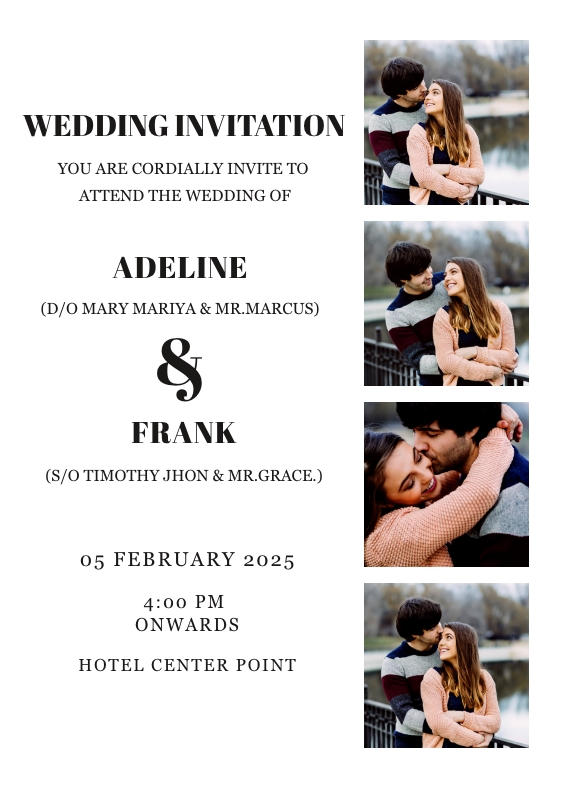 WEDDING INVITATION
YOU ARE CORDIALLY INVITE TO
ATTEND THE WEDDING OF
ADELINE
(D/O MARY MARIYA & MR.MARCUS)
&
FRANK
(S/O TIMOTHY JHON & MR.GRACE.)
05 FEBRUARY 2025
4:00 PM
ONWARDS
HOTEL CENTER POINT